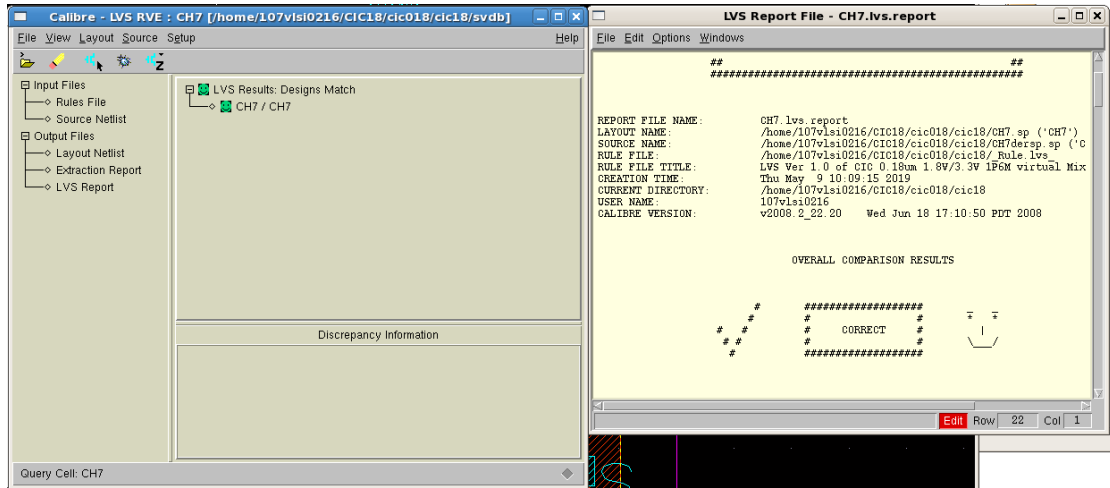 Calibre - LVS RVE : CH7 [/home/107vlsi0216/CIC18/cic018/cic18/svdb]
File View Layout Source Setup Help
Input Files
Rules File
Source Netlist
Output Files
Layout Netlist
Extraction Report
LVS Report
LVS Results: Designs Match
CH7 / CH7
Discrepancy Information
Query Cell: CH7
LVS Report File - CH7.lvs.report
File Edit Options Windows
## ##
##################################################
REPORT FILE NAME: CH7.lvs.report
LAYOUT NAME: /home/107vlsi0216/CIC18/cic018/cic18/CH7.sp ('CH7')
SOURCE NAME: /home/107vlsi0216/CIC18/cic018/cic18/CH7dersp.sp ('C
RULE FILE: /home/107vlsi0216/CIC18/cic018/cic18/_Rule.lvs_
RULE FILE TITLE: LVS Ver 1.0 of CIC 0.18um 1.8V/3.3V 1P6M virtual Mix
CREATION TIME: Thu May 9 10:09:15 2019
CURRENT DIRECTORY: /home/107vlsi0216/CIC18/cic018/cic18
USER NAME: 107vlsi0216
CALIBRE VERSION: v2008.2_22.20 Wed Jun 18 17:10:50 PDT 2008
OVERALL COMPARISON RESULTS
# ################### _ _
# # # * *
# # # CORRECT # |
# # # # \___/
# ###################
Edit Row 22 Col 1